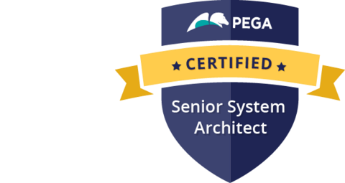 PEGA
★ CERTIFIED ★
Senior System
Architect